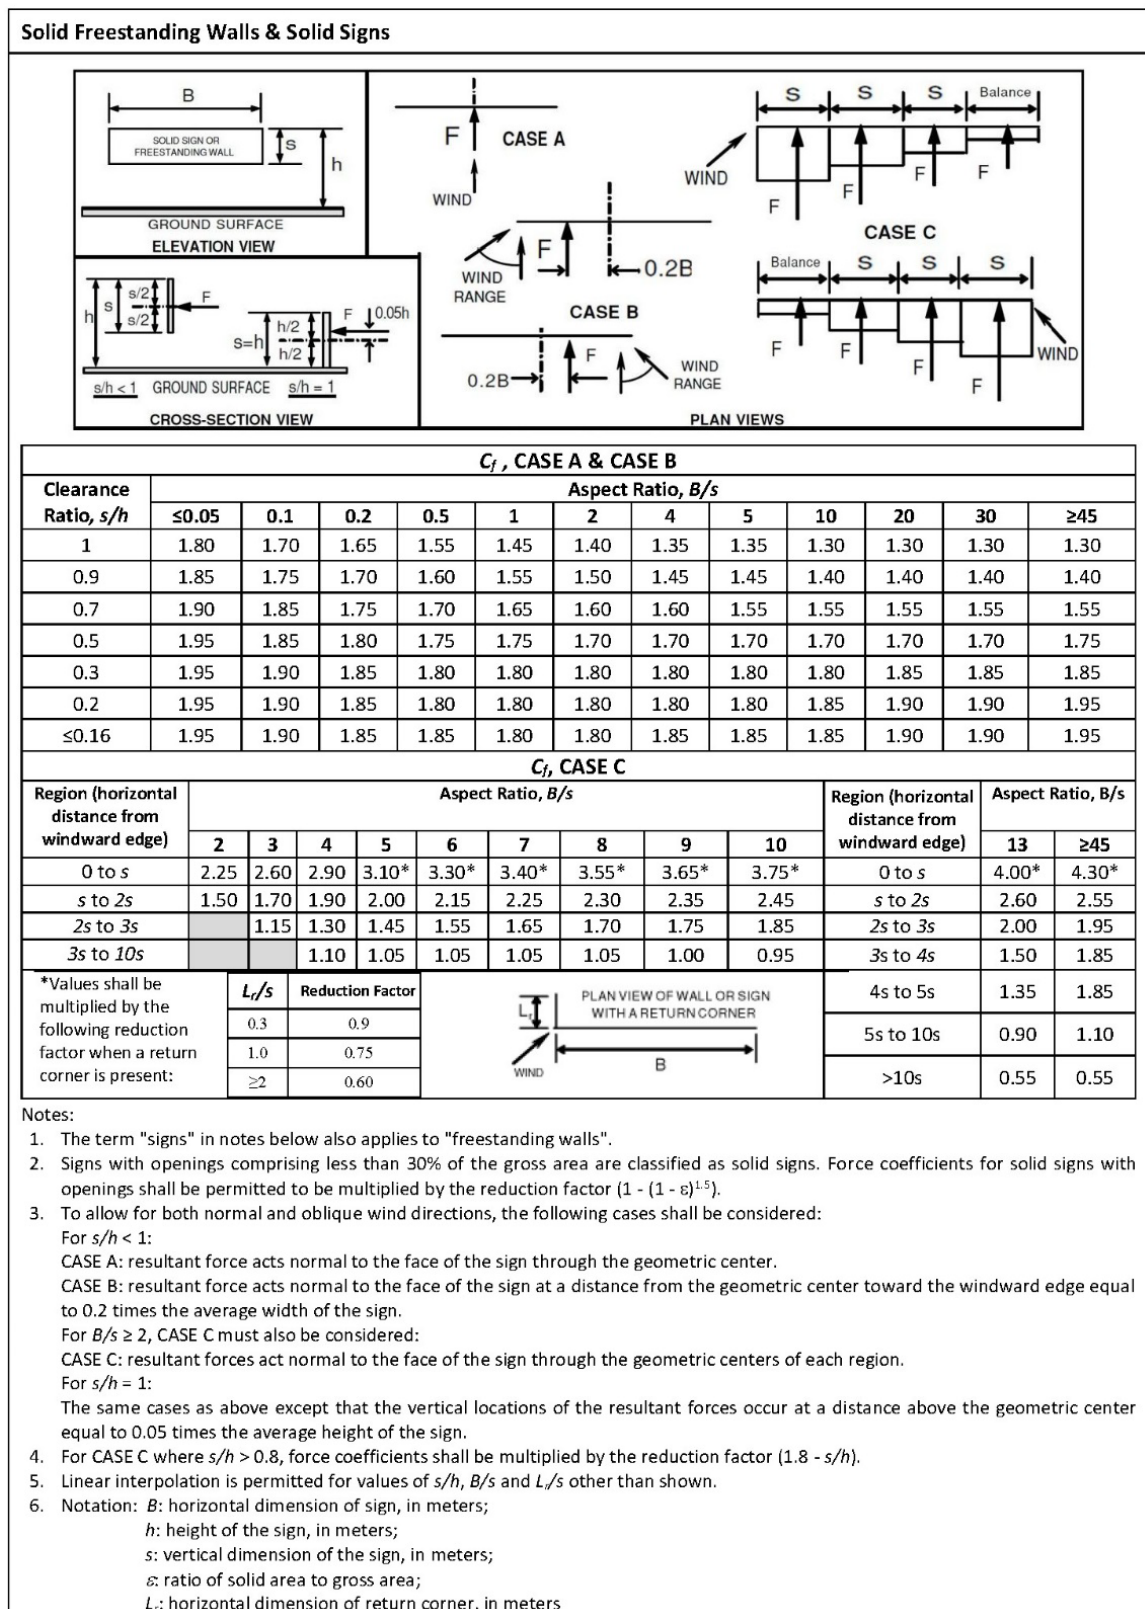 Solid Freestanding Walls & Solid Signs
B
SOLID SIGN OR
FREESTANDING WALL
S
h
GROUND SURFACE
ELEVATION VIEW
h
s
s/2
s/2
F
s=h
h/2
h/2
F
0.05h
s/h < 1 GROUND SURFACE s/h = 1
CROSS-SECTION VIEW
F
CASE A
WIND
F
WIND
RANGE
0.2B
CASE B
0.2B
F
WIND
RANGE
S S S Balance
WIND
F F F F
CASE C
Balance S S S
F F F F
WIND
PLAN VIEWS
Cf , CASE A & CASE B
Clearance Ratio, s/h Aspect Ratio, B/s
≤0.05 0.1 0.2 0.5 1 2 4 5 10 20 30 ≥45
1 1.80 1.70 1.65 1.55 1.45 1.40 1.35 1.35 1.30 1.30 1.30 1.30
0.9 1.85 1.75 1.70 1.60 1.55 1.50 1.45 1.45 1.40 1.40 1.40 1.40
0.7 1.90 1.85 1.75 1.70 1.65 1.60 1.60 1.55 1.55 1.55 1.55 1.55
0.5 1.95 1.85 1.80 1.75 1.75 1.70 1.70 1.70 1.70 1.70 1.70 1.75
0.3 1.95 1.90 1.85 1.80 1.80 1.80 1.80 1.80 1.80 1.85 1.85 1.85
0.2 1.95 1.90 1.85 1.80 1.80 1.80 1.80 1.80 1.85 1.90 1.90 1.95
≤0.16 1.95 1.90 1.85 1.85 1.80 1.80 1.85 1.85 1.85 1.90 1.90 1.95
Cf, CASE C
Region (horizontal distance from windward edge) Aspect Ratio, B/s Region (horizontal distance from windward edge) Aspect Ratio, B/s
2 3 4 5 6 7 8 9 10 13 ≥45
0 to s 2.25 2.60 2.90 3.10* 3.30* 3.40* 3.55* 3.65* 3.75* 0 to s 4.00* 4.30*
s to 2s 1.50 1.70 1.90 2.00 2.15 2.25 2.30 2.35 2.45 s to 2s 2.60 2.55
2s to 3s 1.15 1.30 1.45 1.55 1.65 1.70 1.75 1.85 2s to 3s 2.00 1.95
3s to 10s 1.10 1.05 1.05 1.05 1.05 1.00 0.95 3s to 4s 1.50 1.85
4s to 5s 1.35 1.85
5s to 10s 0.90 1.10
>10s 0.55 0.55
*Values shall be
multiplied by the
following reduction
factor when a return
corner is present:
Lr/s Reduction Factor
0.3 0.9
1.0 0.75
≥2 0.60
PLAN VIEW OF WALL OR SIGN
WITH A RETURN CORNER
Lr
WIND
B
Notes:
1. The term "signs" in notes below also applies to "freestanding walls".
2. Signs with openings comprising less than 30% of the gross area are classified as solid signs. Force coefficients for solid signs with
openings shall be permitted to be multiplied by the reduction factor (1 - (1 - ε)1.5).
3. To allow for both normal and oblique wind directions, the following cases shall be considered:
For s/h < 1:
CASE A: resultant force acts normal to the face of the sign through the geometric center.
CASE B: resultant force acts normal to the face of the sign at a distance from the geometric center toward the windward edge equal
to 0.2 times the average width of the sign.
For B/s ≥ 2, CASE C must also be considered:
CASE C: resultant forces act normal to the face of the sign through the geometric centers of each region.
For s/h = 1:
The same cases as above except that the vertical locations of the resultant forces occur at a distance above the geometric center
equal to 0.05 times the average height of the sign.
4. For CASE C where s/h > 0.8, force coefficients shall be multiplied by the reduction factor (1.8 - s/h).
5. Linear interpolation is permitted for values of s/h, B/s and Lr/s other than shown.
6. Notation: B: horizontal dimension of sign, in meters;
h: height of the sign, in meters;
s: vertical dimension of the sign, in meters;
ε: ratio of solid area to gross area;
Lr: horizontal dimension of return corner, in meters